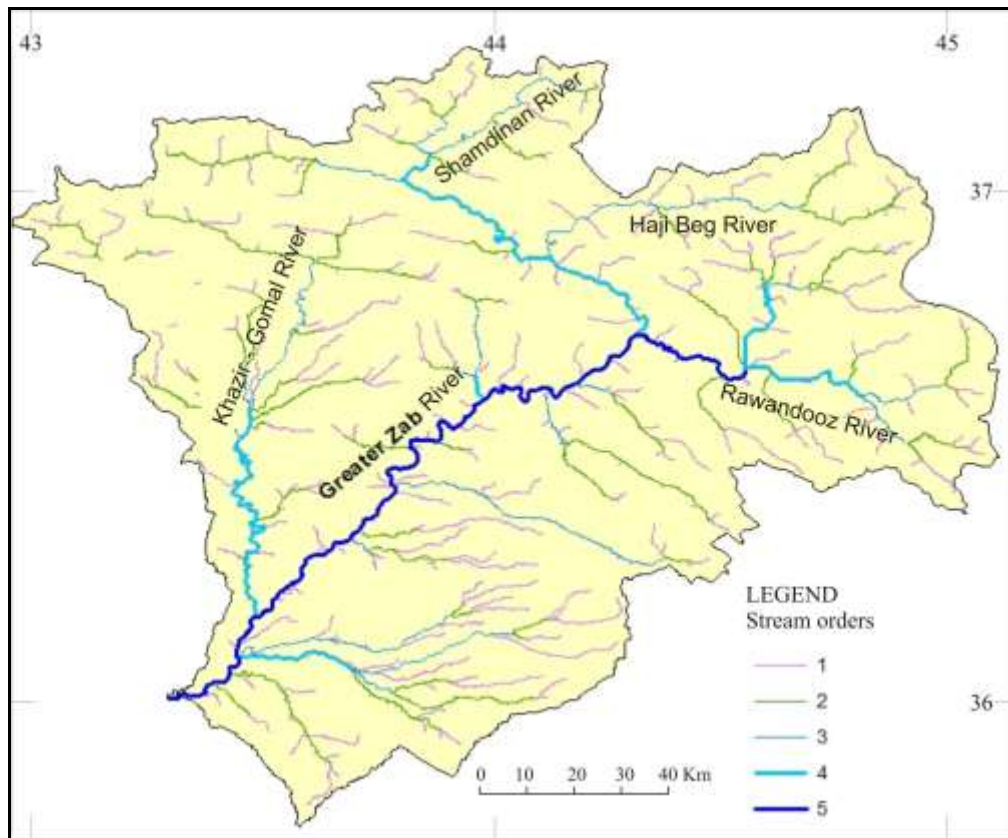 43 44 45
Shamdinan River
37
Haji Beg River
Khazir - Gomal River
Greater Zab River
Rawandooz River
LEGEND
Stream orders
1
2
36
3
0 10 20 30 40 Km
4
5